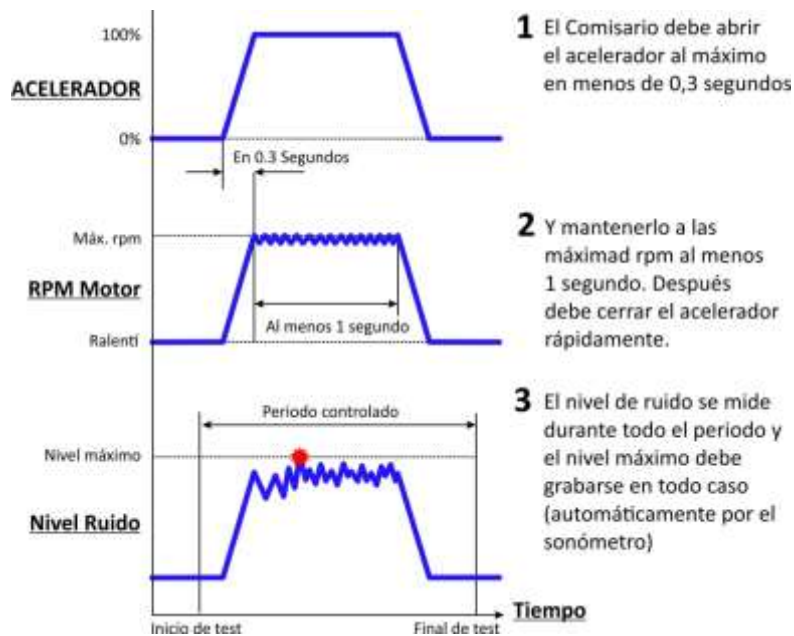 100%
ACELERADOR
0%
En 0.3 Segundos
1 El Comisario debe abrir
el acelerador al máximo
en menos de 0,3 segundos
Máx. rpm
RPM Motor
Al menos 1 segundo
Ralentí
2 Y mantenerlo a las
máximad rpm al menos
1 segundo. Después
debe cerrar el acelerador
rápidamente.
Periodo controlado
Nivel máximo
Nivel Ruido
3 El nivel de ruido se mide
durante todo el periodo y
el nivel máximo debe
grabarse en todo caso
(automáticamente por el
sonómetro)
Tiempo
Inicio de test
Final de test